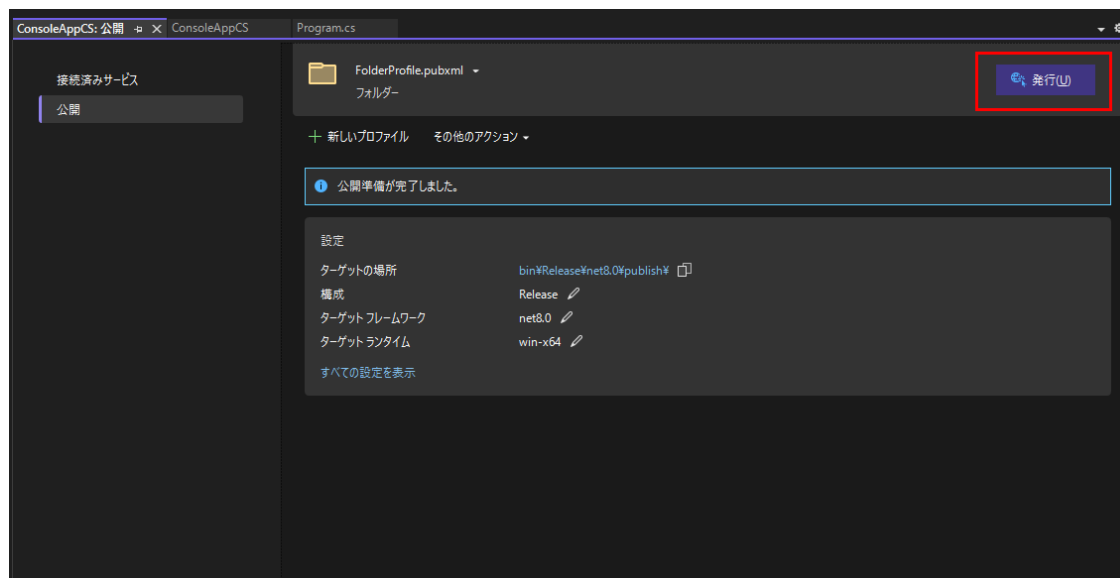 ConsoleAppCS: 公開 ConsoleAppCS Program.cs
接続済みサービス
公開
FolderProfile.pubxml
フォルダー
発行(U)
新しいプロファイル その他のアクション
公開準備が完了しました。
設定
ターゲットの場所 bin¥Release¥net8.0¥publish¥
構成 Release
ターゲット フレームワーク net8.0
ターゲット ランタイム win-x64
すべての設定を表示